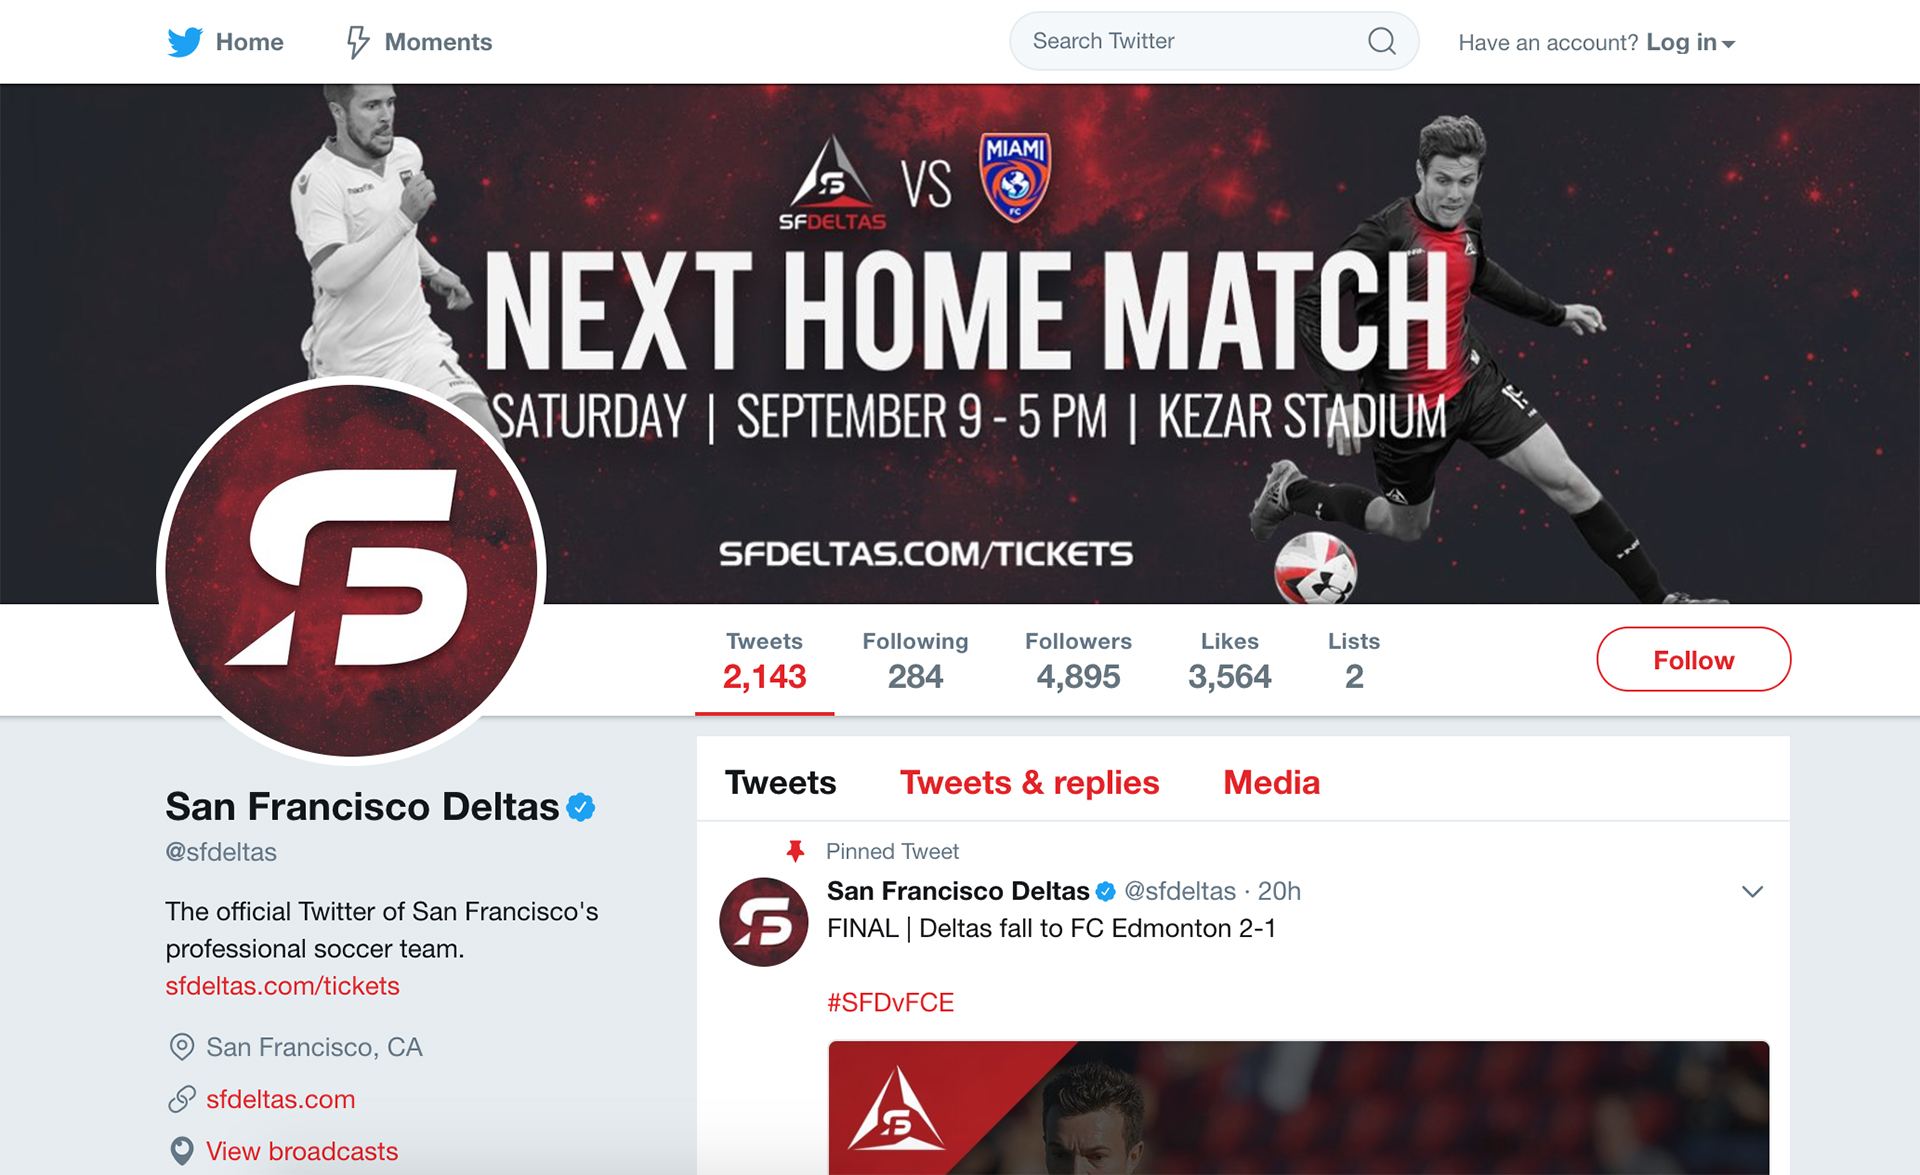 Home
Moments
Search Twitter
Have an account? Log in
SFDELTAS
VS
MIAMI
FC
NEXT HOME MATCH
SATURDAY | SEPTEMBER 9 - 5 PM | KEZAR STADIUM
SFDELTAS.COM/TICKETS
Tweets
2,143
Following
284
Followers
4,895
Likes
3,564
Lists
2
Follow
San Francisco Deltas
@sfdeltas
The official Twitter of San Francisco's
professional soccer team.
sfdeltas.com/tickets
San Francisco, CA
sfdeltas.com
View broadcasts
Tweets
Tweets & replies
Media
Pinned Tweet
San Francisco Deltas @sfdeltas · 20h
FINAL | Deltas fall to FC Edmonton 2-1
#SFDvFCE